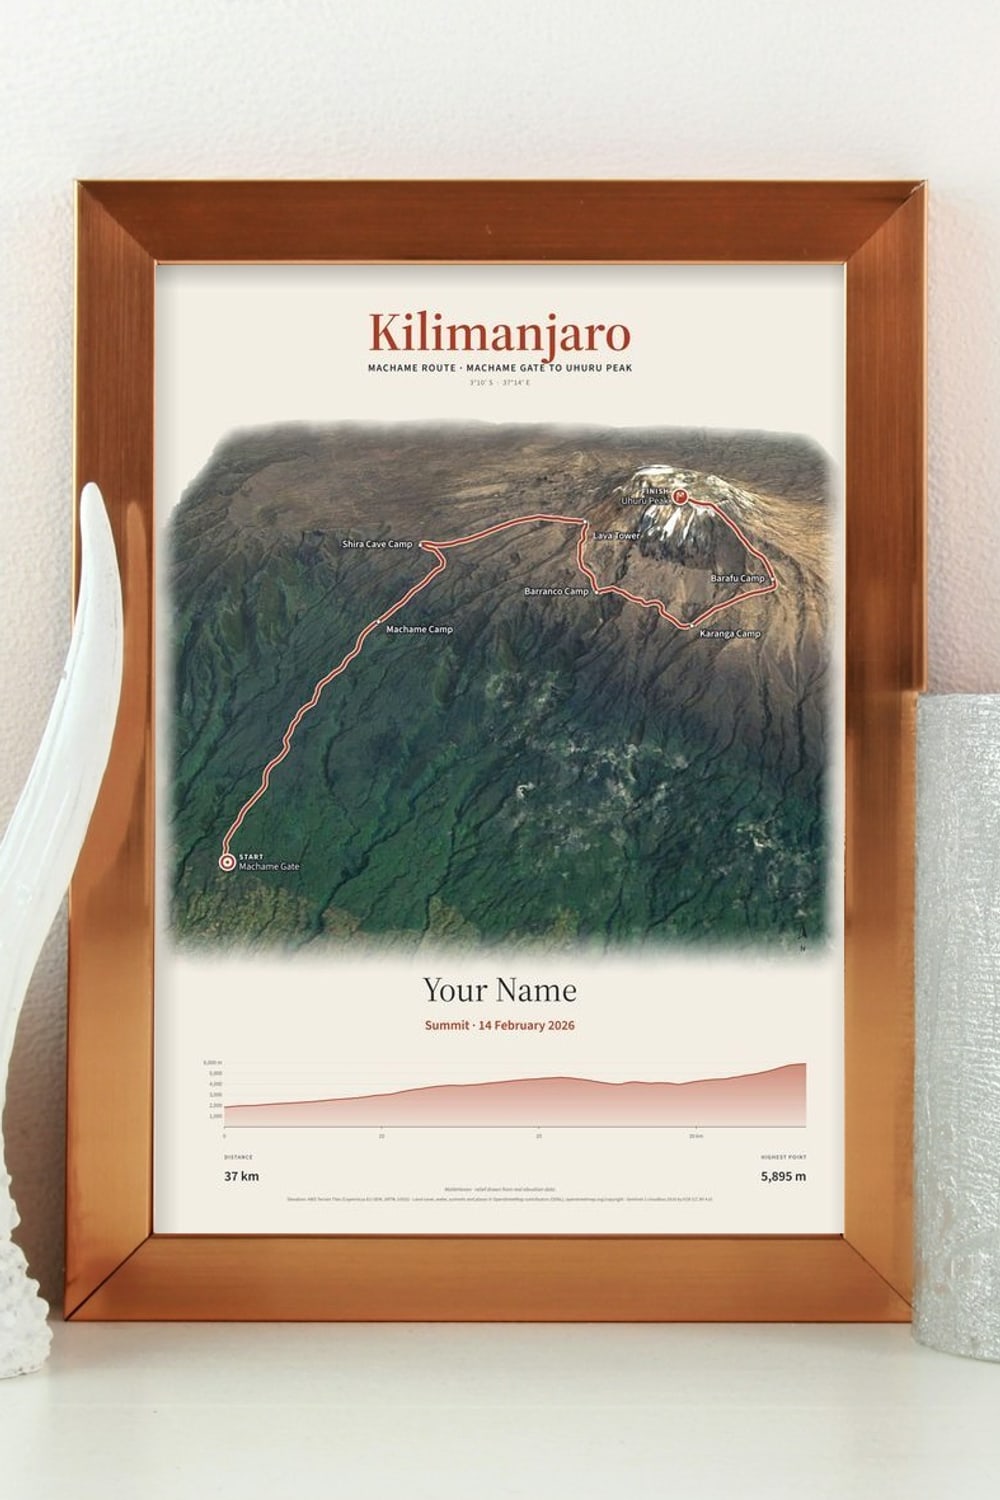 Kilimanjaro
MACHAME ROUTE · MACHAME GATE TO UHURU PEAK
3°10' S · 37°14' E
FINISH
Uhuru Peak
Lava Tower
Shira Cave Camp
Barafu Camp
Barranco Camp
Machame Camp
Karanga Camp
START
Machame Gate
N
Your Name
Summit · 14 February 2026
6,000 m
5,000
4,000
3,000
2,000
1,000
0
10
20
30 km
DISTANCE
HIGHEST POINT
37 km
5,895 m